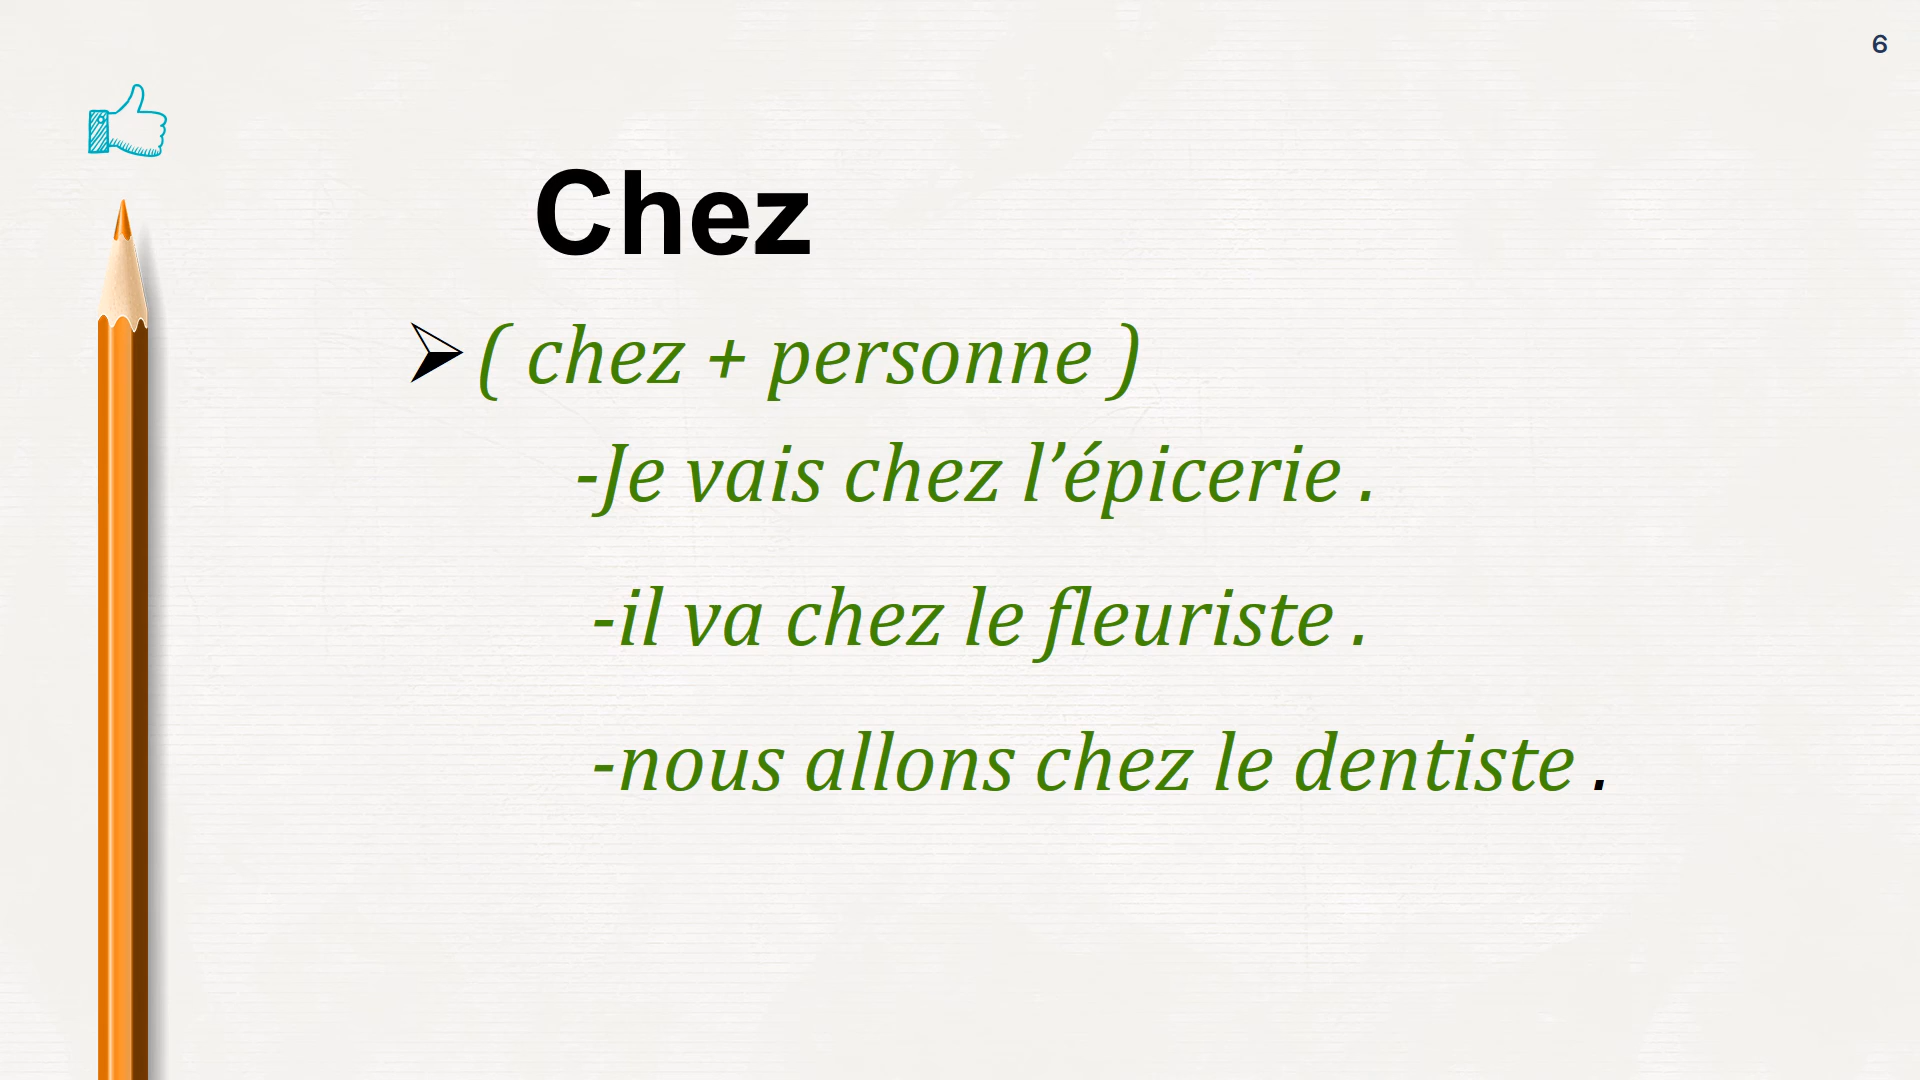 6
Chez
➢( chez + personne )
-Je vais chez l’épicerie .
-il va chez le fleuriste .
-nous allons chez le dentiste .